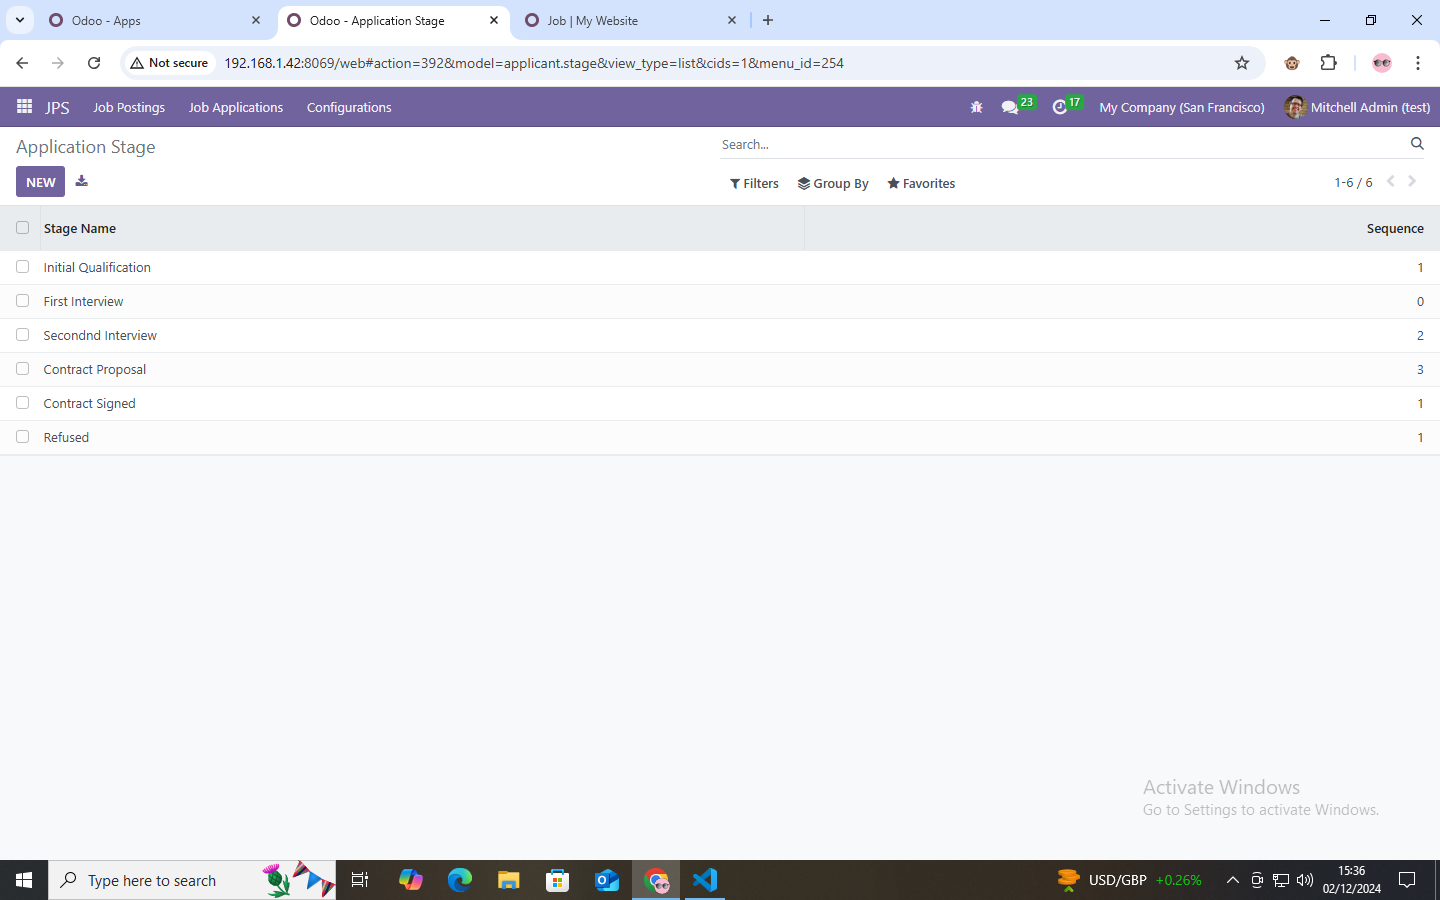 Odoo - Apps
Odoo - Application Stage
Job | My Website
Not secure
192.168.1.42:8069/web#action=392&model=applicant.stage&view_type=list&cids=1&menu_id=254
JPS
Job Postings
Job Applications
Configurations
23
17
My Company (San Francisco)
Mitchell Admin (test)
Application Stage
Search...
NEW
Filters
Group By
Favorites
1-6 / 6
Stage Name
Sequence
Initial Qualification
1
First Interview
0
Secondnd Interview
2
Contract Proposal
3
Contract Signed
1
Refused
1
Activate Windows
Go to Settings to activate Windows.
Type here to search
USD/GBP
+0.26%
15:36
02/12/2024